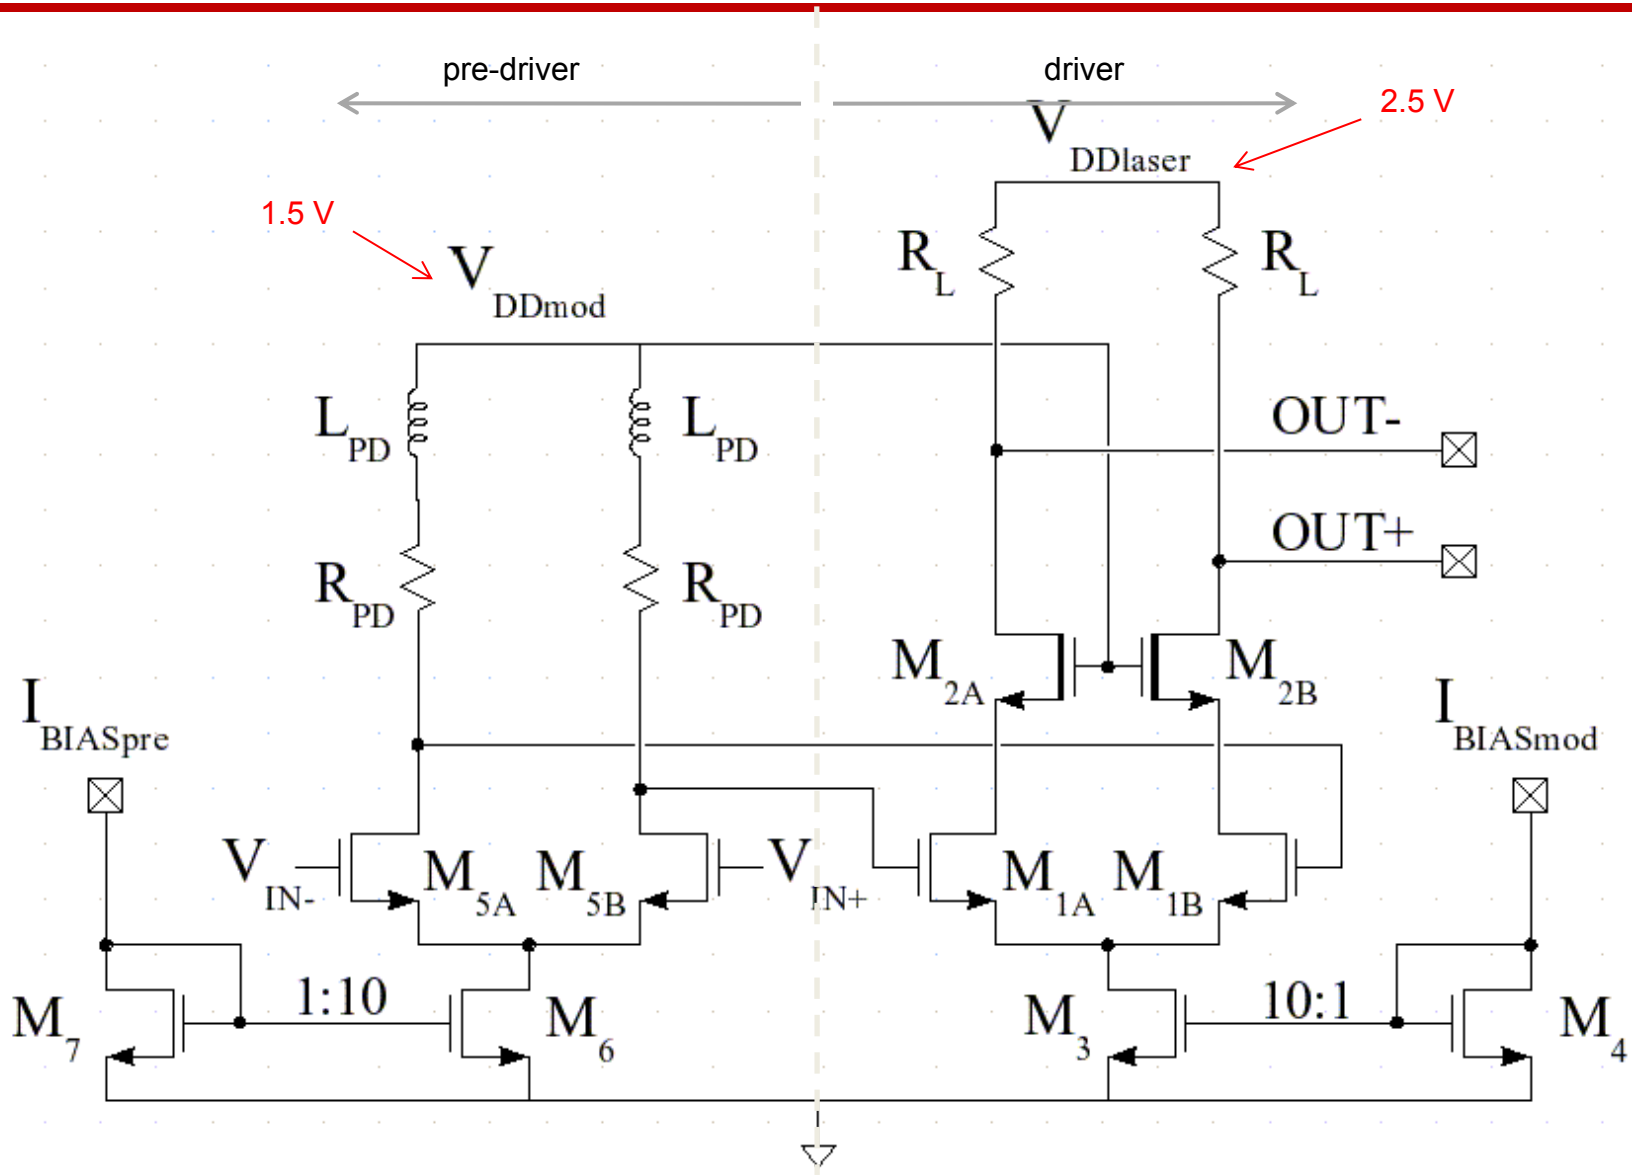 pre-driver
driver
2.5 V
V
DDlaser
1.5 V
V
DDmod
R
L
R
L
L
PD
L
PD
OUT-
OUT+
R
PD
R
PD
M
2A
M
2B
I
BIASpre
I
BIASmod
V
IN-
M
5A
M
5B
V
IN+
M
1A
M
1B
M
7
1:10
M
6
M
3
10:1
M
4